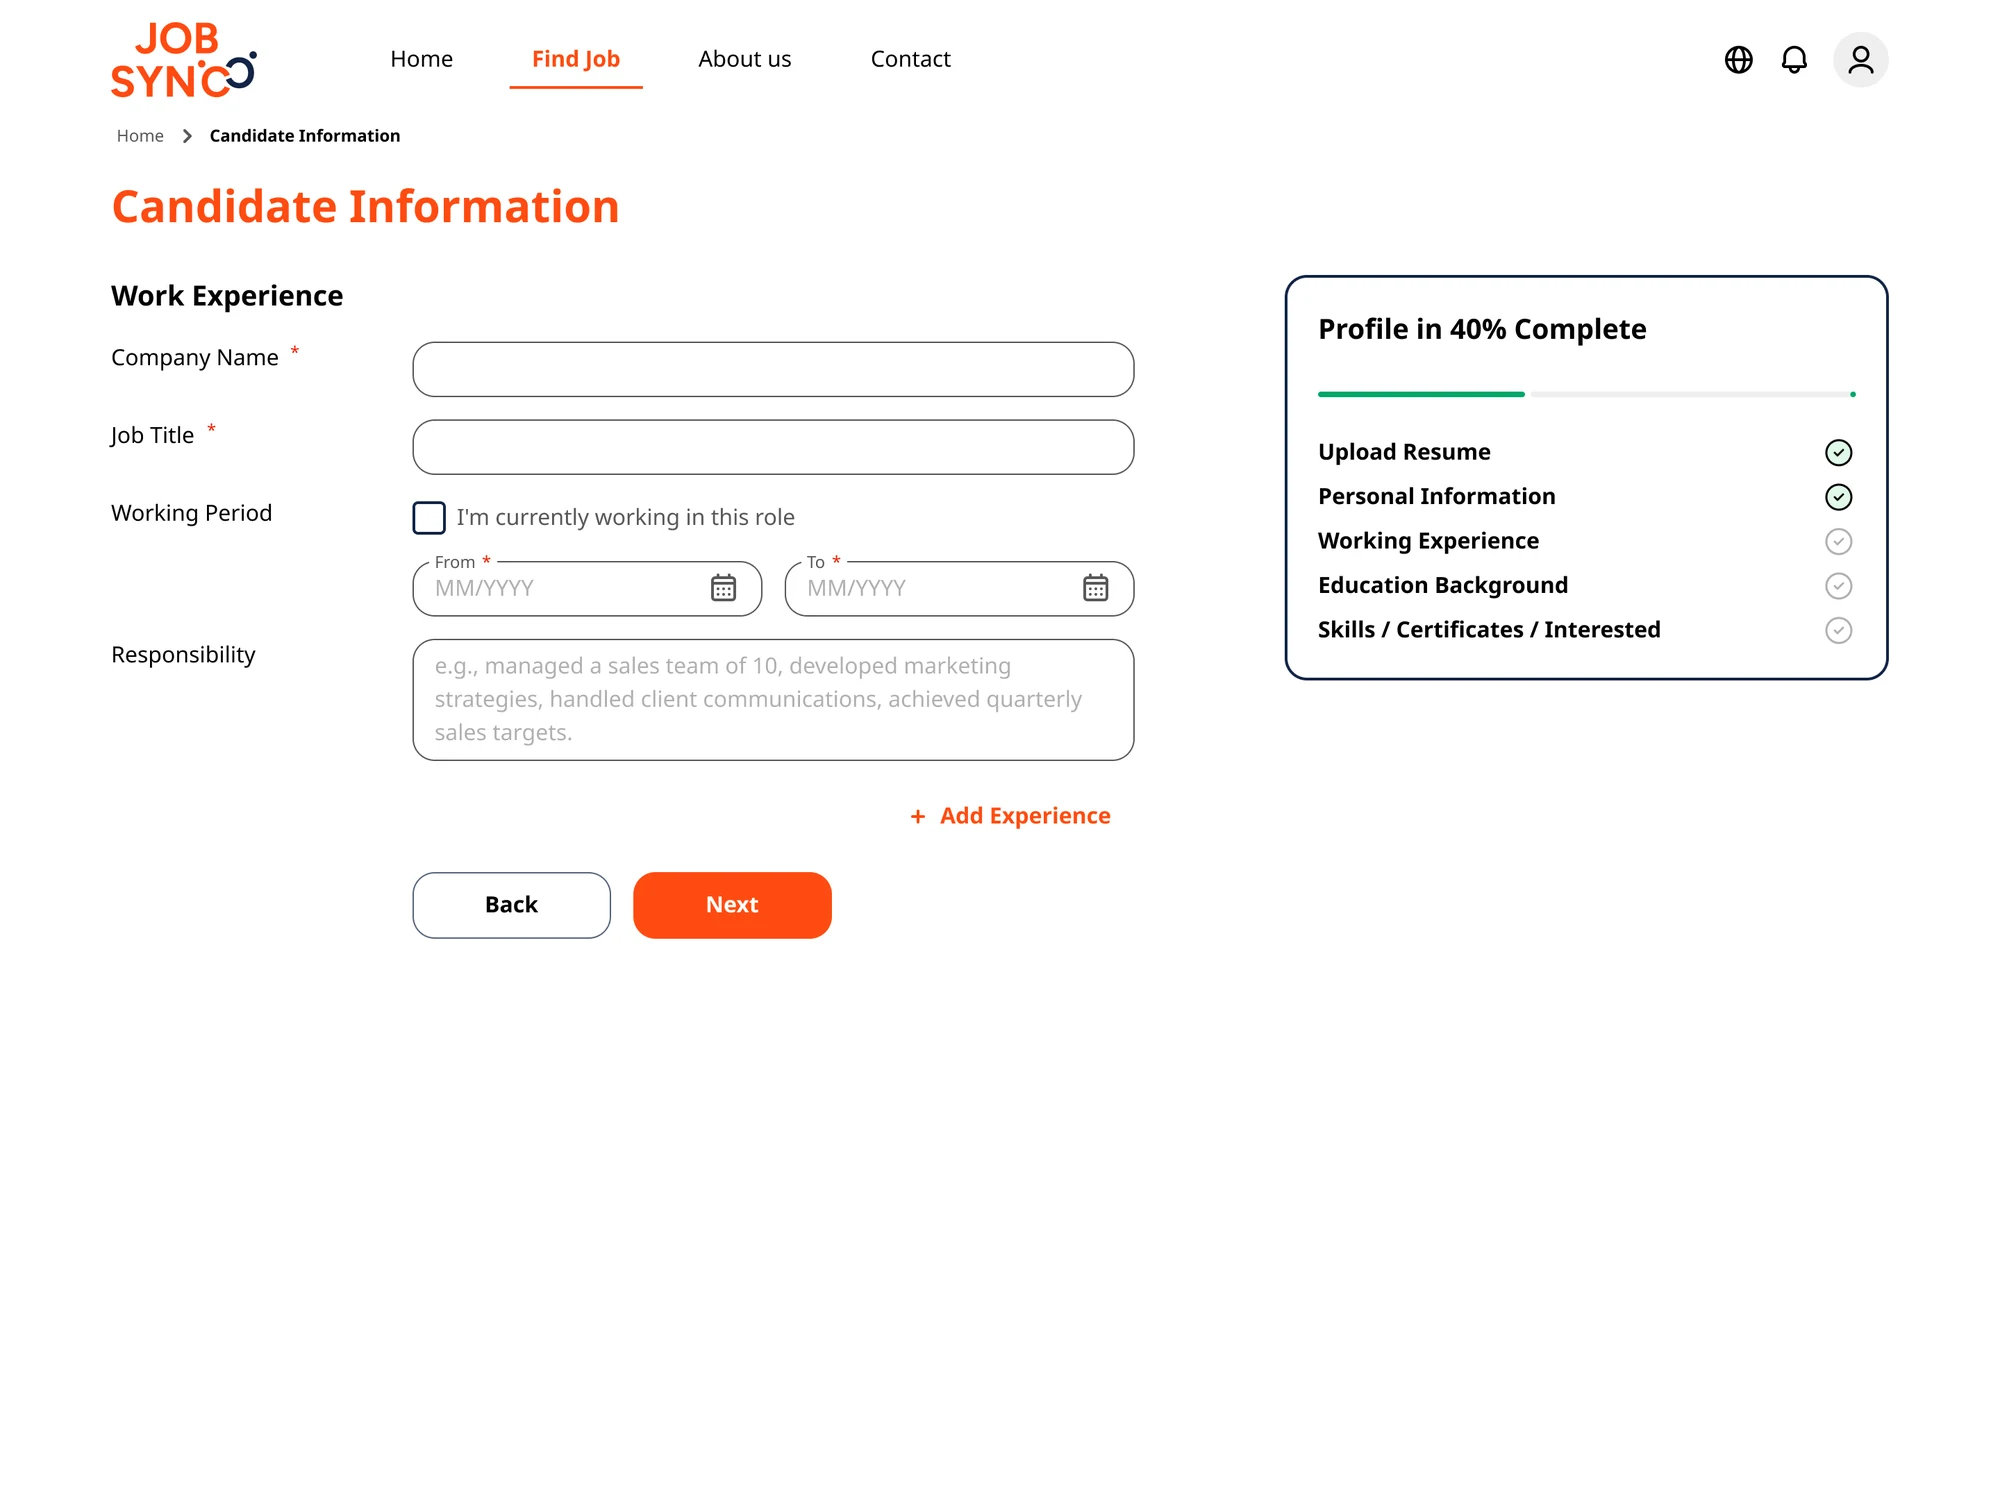 JOB
SYNC
Home
Find Job
About us
Contact
Home
Candidate Information
Candidate Information
Work Experience
Company Name *
Job Title *
Working Period
I'm currently working in this role
From *
MM/YYYY
To *
MM/YYYY
Responsibility
e.g., managed a sales team of 10, developed marketing
strategies, handled client communications, achieved quarterly
sales targets.
+ Add Experience
Back
Next
Profile in 40% Complete
Upload Resume
Personal Information
Working Experience
Education Background
Skills / Certificates / Interested